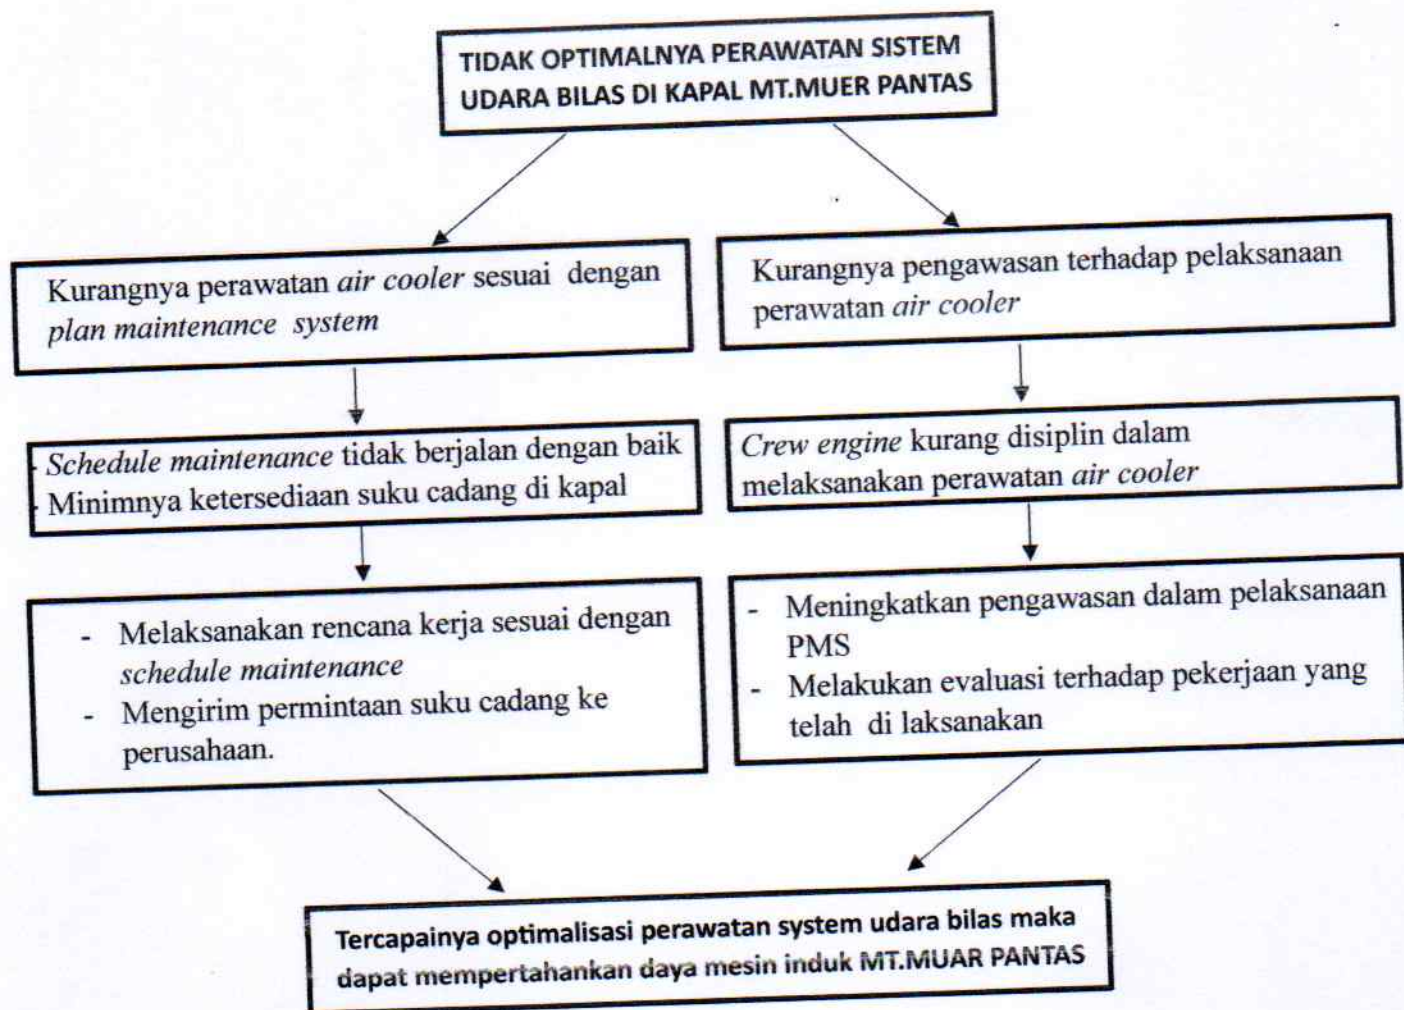 TIDAK OPTIMALNYA PERAWATAN SISTEM
UDARA BILAS DI KAPAL MT.MUER PANTAS
Kurangnya perawatan air cooler sesuai dengan
plan maintenance system
Kurangnya pengawasan terhadap pelaksanaan
perawatan air cooler
- Schedule maintenance tidak berjalan dengan baik
- Minimnya ketersediaan suku cadang di kapal
Crew engine kurang disiplin dalam
melaksanakan perawatan air cooler
- Melaksanakan rencana kerja sesuai dengan
schedule maintenance
- Mengirim permintaan suku cadang ke
perusahaan.
- Meningkatkan pengawasan dalam pelaksanaan
PMS
- Melakukan evaluasi terhadap pekerjaan yang
telah di laksanakan
Tercapainya optimalisasi perawatan system udara bilas maka
dapat mempertahankan daya mesin induk MT.MUAR PANTAS